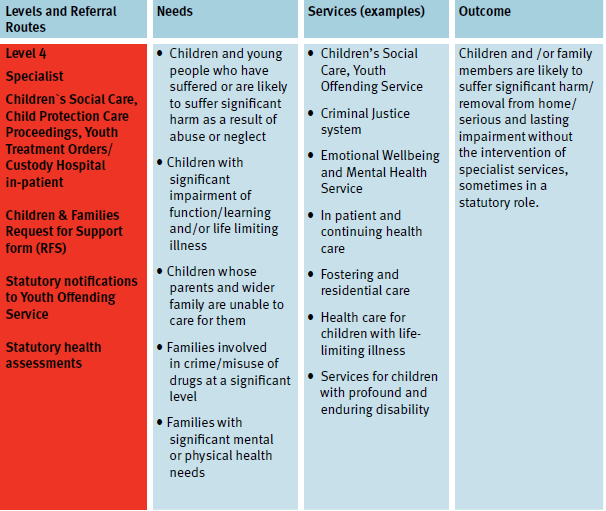 Levels and Referral
Routes
Needs
Services (examples)
Outcome
Level 4
Specialist
Children`s Social Care,
Child Protection Care
Proceedings, Youth
Treatment Orders/
Custody Hospital
in-patient
Children & Families
Request for Support
form (RFS)
Statutory notifications
to Youth Offending
Service
Statutory health
assessments
• Children and young
people who have
suffered or are likely
to suffer significant
harm as a result of
abuse or neglect
• Children with
significant
impairment of
function/learning
and/or life limiting
illness
• Children whose
parents and wider
family are unable to
care for them
• Families involved
in crime/misuse of
drugs at a significant
level
• Families with
significant mental
or physical health
needs
• Children’s Social
Care, Youth
Offending Service
• Criminal Justice
system
• Emotional Wellbeing
and Mental Health
Service
• In patient and
continuing health
care
• Fostering and
residential care
• Health care for
children with life-
limiting illness
• Services for children
with profound and
enduring disability
Children and /or family
members are likely to
suffer significant harm/
removal from home/
serious and lasting
impairment without
the intervention of
specialist services,
sometimes in a
statutory role.